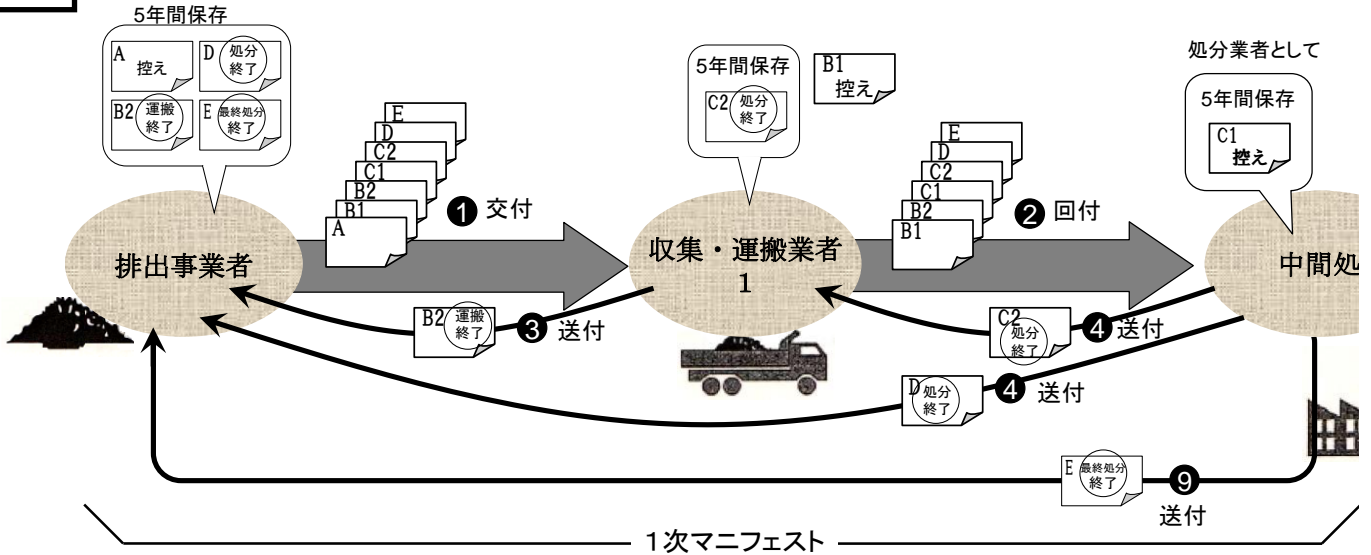 5年間保存
A
控え
D
処分
終了
B2
運搬
終了
E
最終処分
終了
E
D
C2
C1
B2
B1
A
❶ 交付
5年間保存
C2
処分
終了
B1
控え
E
D
C2
C1
B2
B1
❷ 回付
処分業者として
5年間保存
C1
控え
排出事業者
収集・運搬業者
1
中間処
B2
運搬
終了
❸ 送付
C2
処分
終了
❹ 送付
D
処分
終了
❹ 送付
E
最終処分
終了
❾
送付
1次マニフェスト